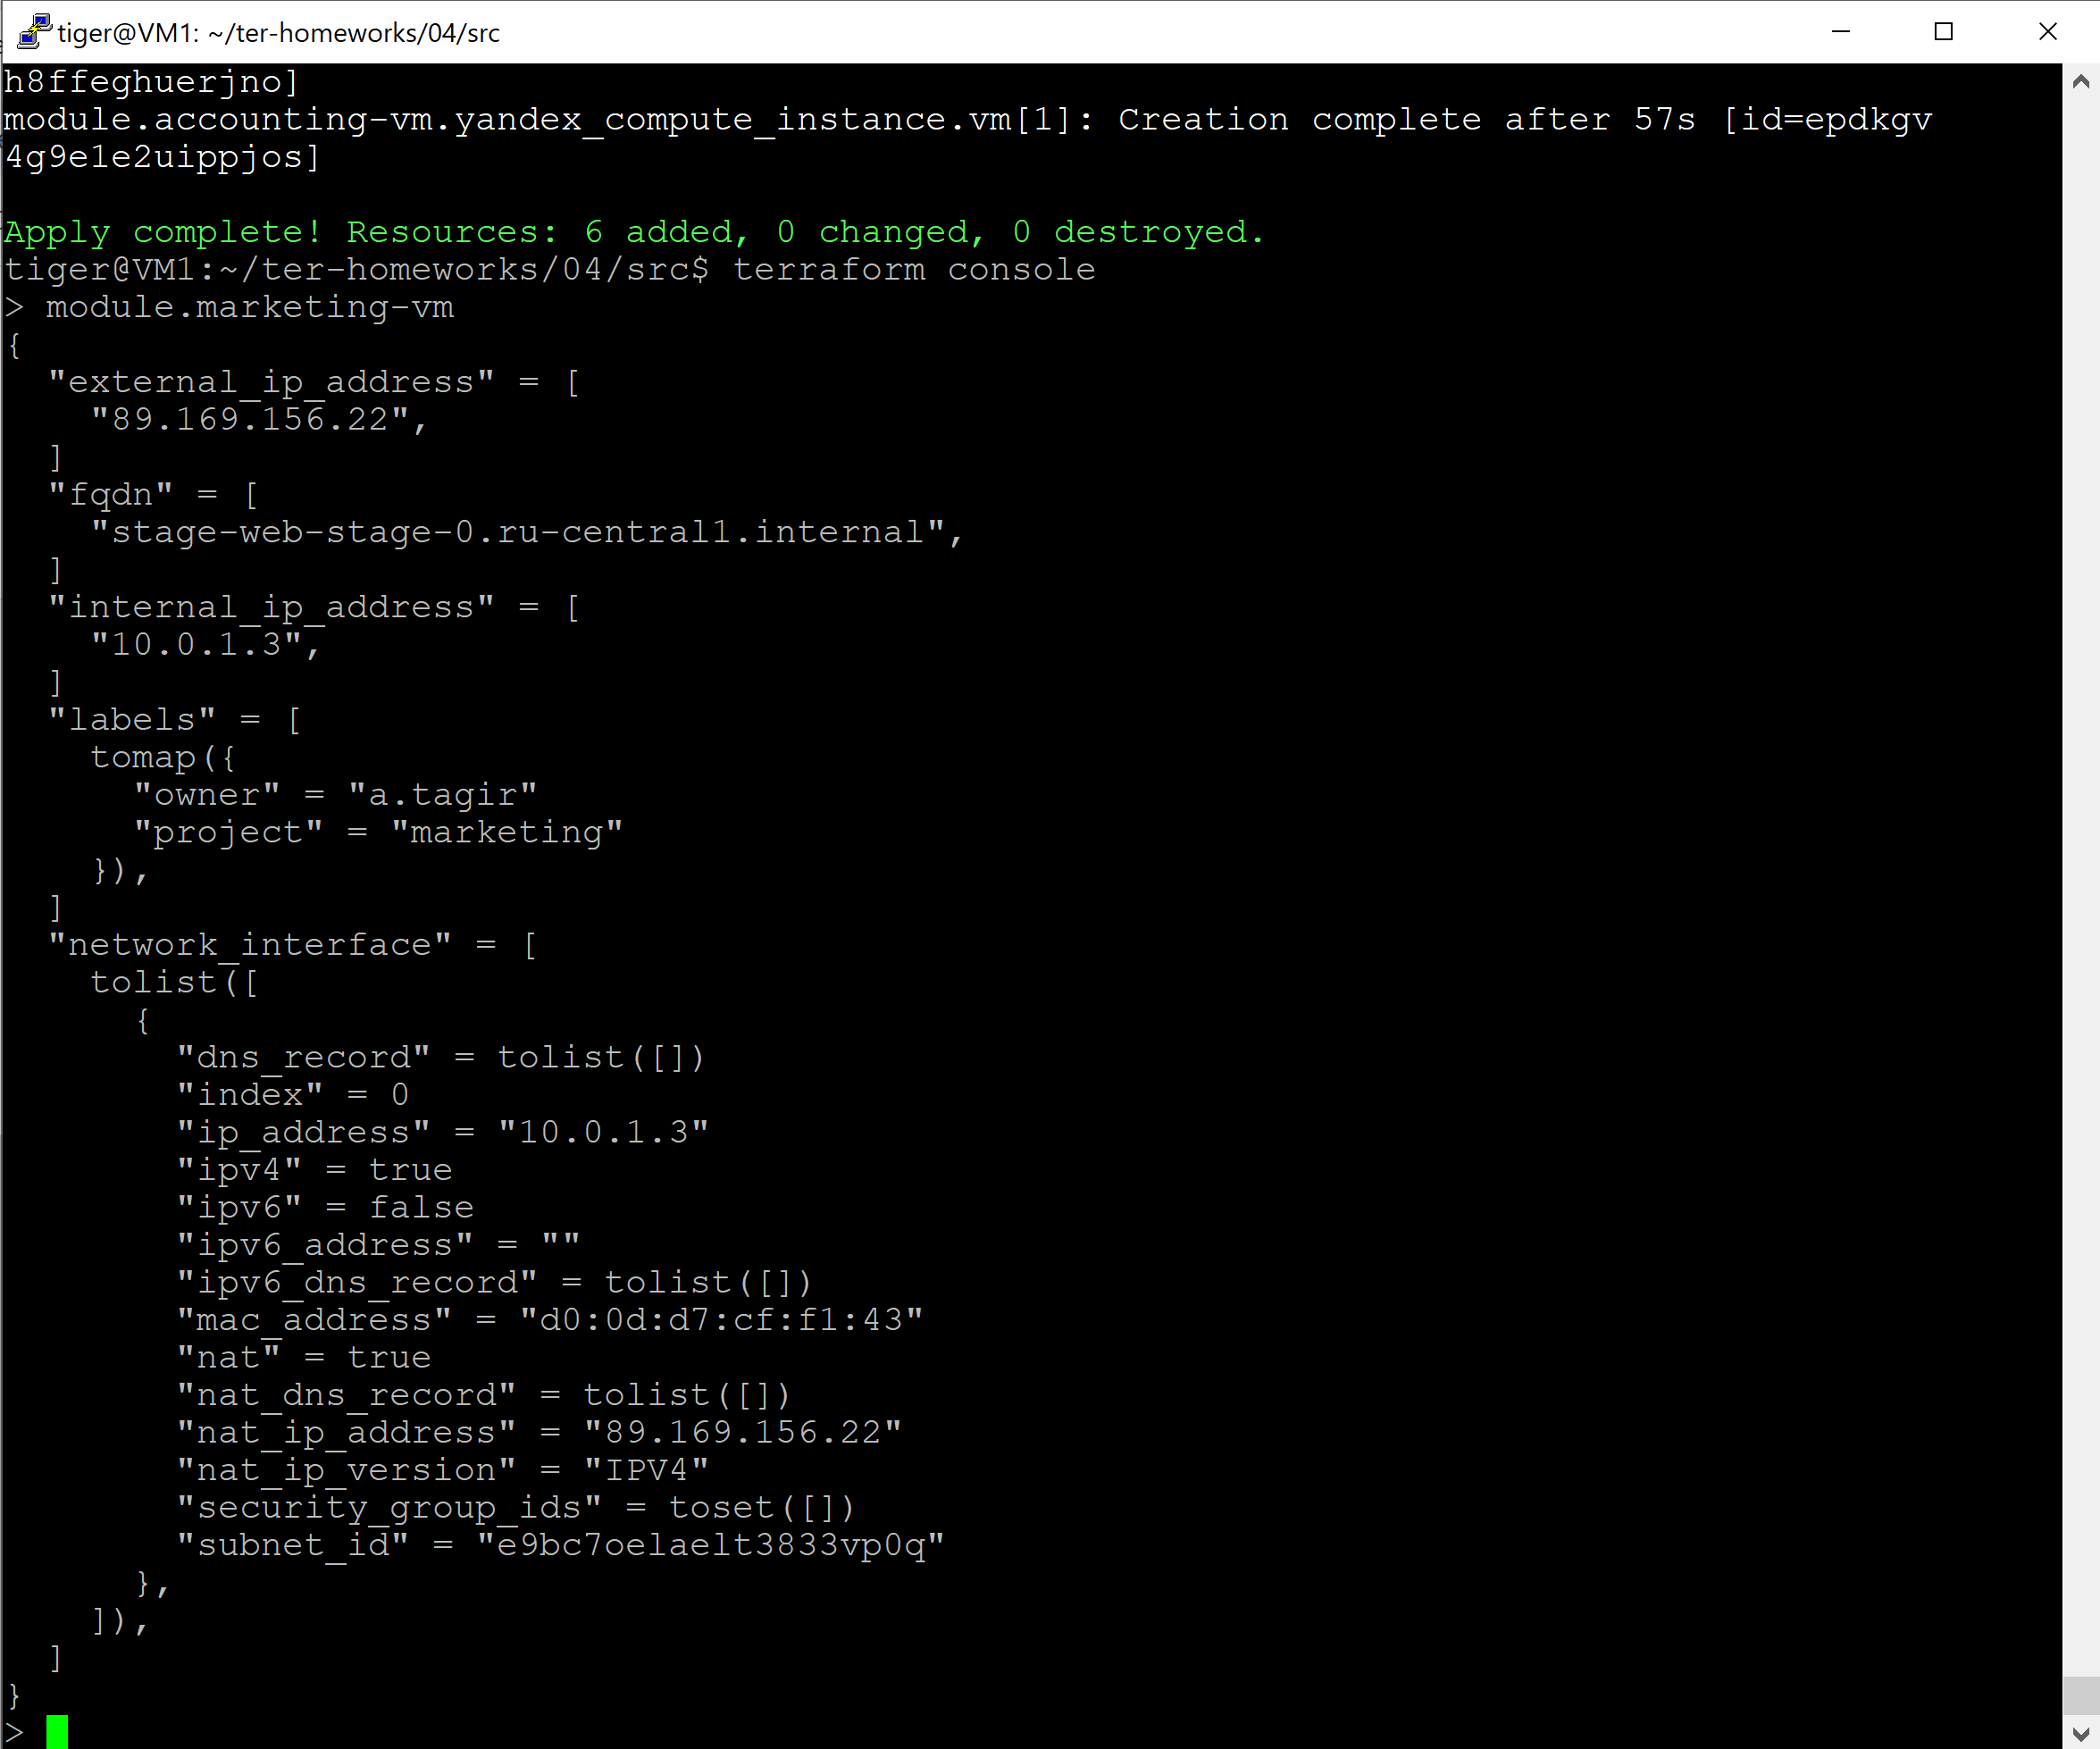 tiger@VM1: ~/ter-homeworks/04/src
h8ffeghuerjno]
module.accounting-vm.yandex_compute_instance.vm[1]: Creation complete after 57s [id=epdkgv
4g9e1e2uippjos]
Apply complete! Resources: 6 added, 0 changed, 0 destroyed.
tiger@VM1:~/ter-homeworks/04/src$ terraform console
> module.marketing-vm
{
  "external_ip_address" = [
    "89.169.156.22",
  ]
  "fqdn" = [
    "stage-web-stage-0.ru-central1.internal",
  ]
  "internal_ip_address" = [
    "10.0.1.3",
  ]
  "labels" = [
    tomap({
      "owner" = "a.tagir"
      "project" = "marketing"
    }),
  ]
  "network_interface" = [
    tolist([
      {
        "dns_record" = tolist([])
        "index" = 0
        "ip_address" = "10.0.1.3"
        "ipv4" = true
        "ipv6" = false
        "ipv6_address" = ""
        "ipv6_dns_record" = tolist([])
        "mac_address" = "d0:0d:d7:cf:f1:43"
        "nat" = true
        "nat_dns_record" = tolist([])
        "nat_ip_address" = "89.169.156.22"
        "nat_ip_version" = "IPV4"
        "security_group_ids" = toset([])
        "subnet_id" = "e9bc7oelaelt3833vp0q"
      },
    ]),
  ]
}
>